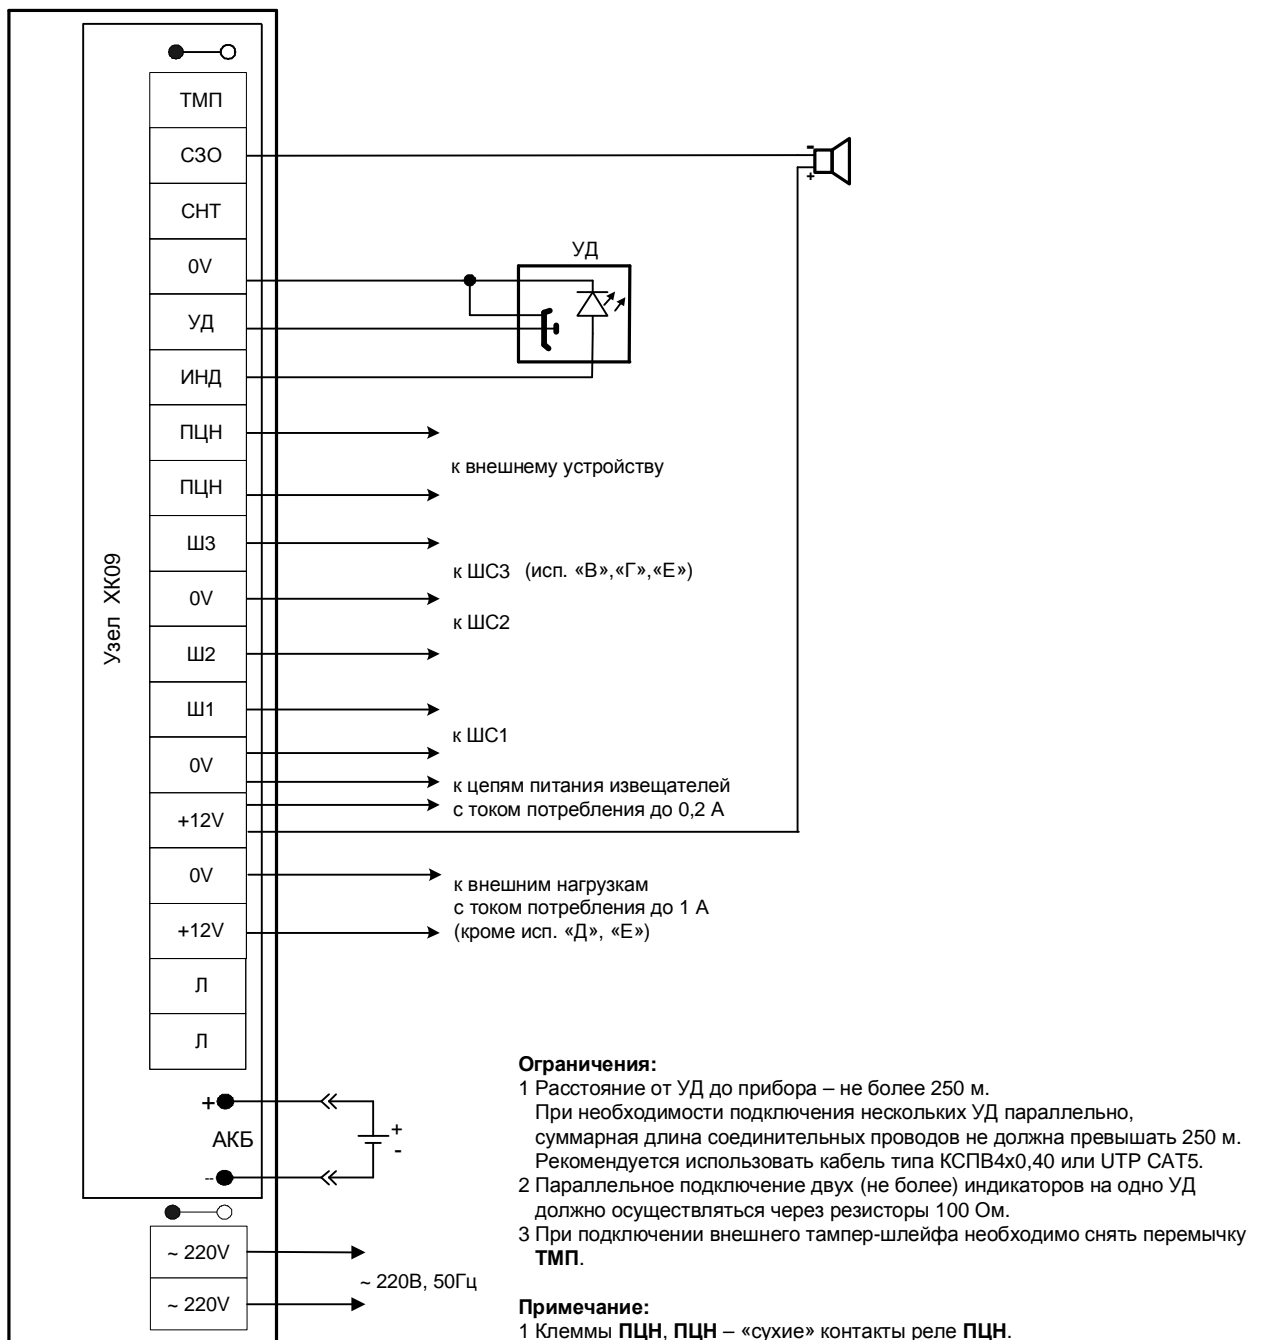 Узел ХК09
ТМП
СЗО
СНТ
0V
УД
ИНД
ПЦН
ПЦН
Ш3
0V
Ш2
Ш1
0V
+12V
0V
+12V
Л
Л
- 
+
УД
к внешнему устройству
к ШС3 (исп. «В»,«Г»,«Е»)
к ШС2
к ШС1
к цепям питания извещателей
с током потребления до 0,2 А
к внешним нагрузкам
с током потребления до 1 А
(кроме исп. «Д», «Е»)
+
АКБ
--
+
-
~ 220V
~ 220V
~ 220В, 50Гц
Ограничения:
1 Расстояние от УД до прибора – не более 250 м.
При необходимости подключения нескольких УД параллельно,
суммарная длина соединительных проводов не должна превышать 250 м.
Рекомендуется использовать кабель типа КСПВ4х0,40 или UTP CAT5.
2 Параллельное подключение двух (не более) индикаторов на одно УД
должно осуществляться через резисторы 100 Ом.
3 При подключении внешнего тампер-шлейфа необходимо снять перемычку
ТМП.
Примечание:
1 Клеммы ПЦН, ПЦН – «сухие» контакты реле ПЦН.